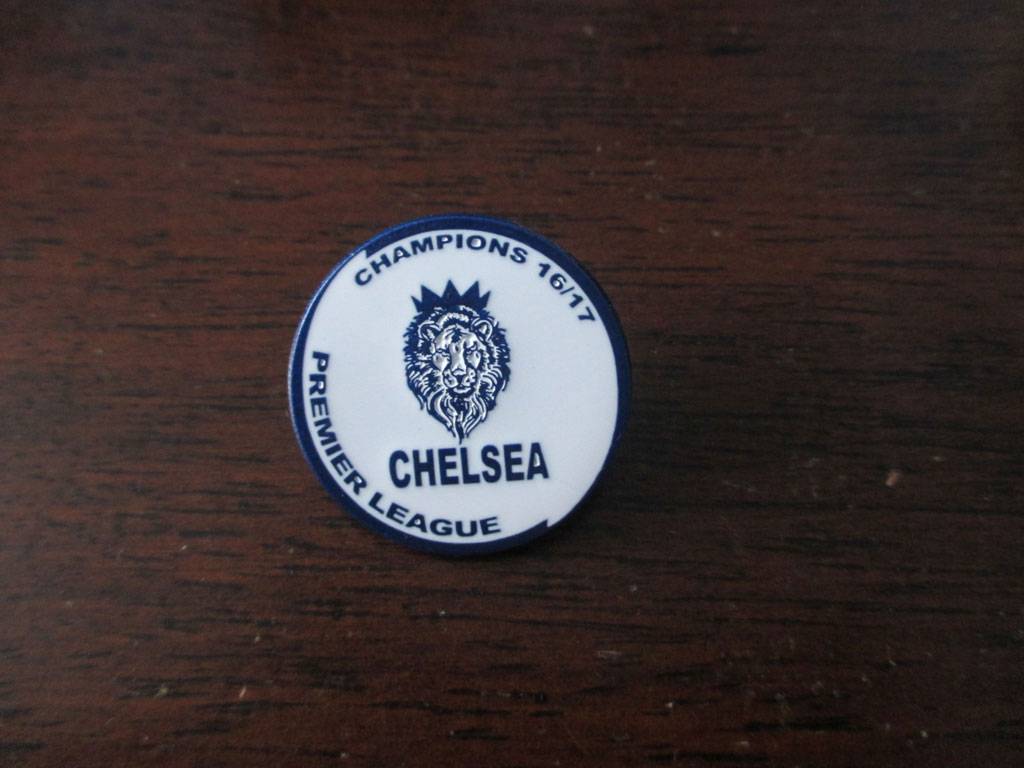 CHAMPIONS 16/17
CHELSEA
PREMIER LEAGUE